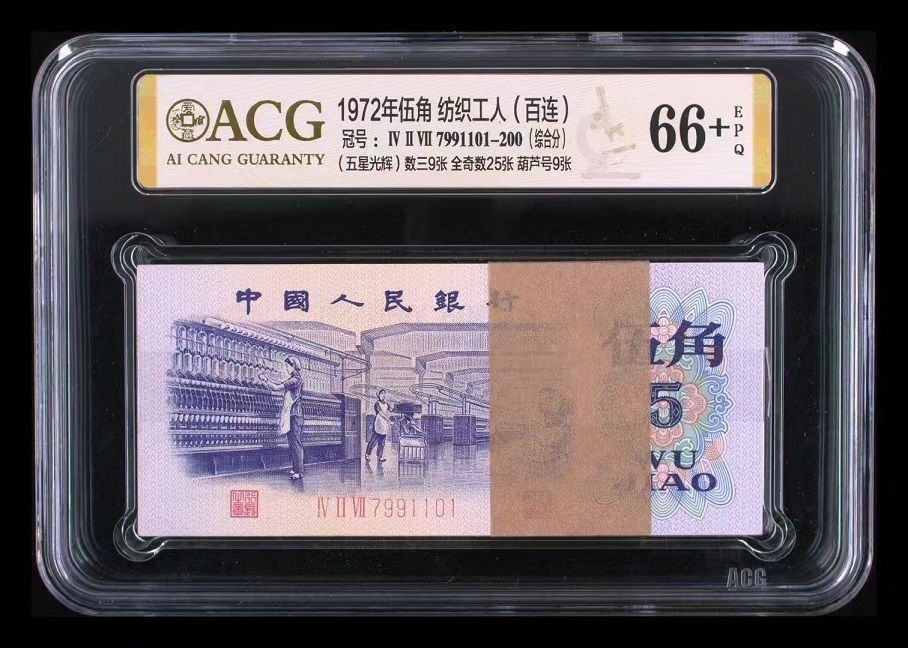 ACG
AI CANG GUARANTY
1972年伍角 纺织工人（百连）
冠号：Ⅳ Ⅱ Ⅶ 7991101-200（综合分）
（五星光辉）数三9张 全奇数25张 葫芦号9张
66+
EPQ
中國人民銀行
伍角
5
WU
JIAO
Ⅳ Ⅱ Ⅶ 7991101
ACG